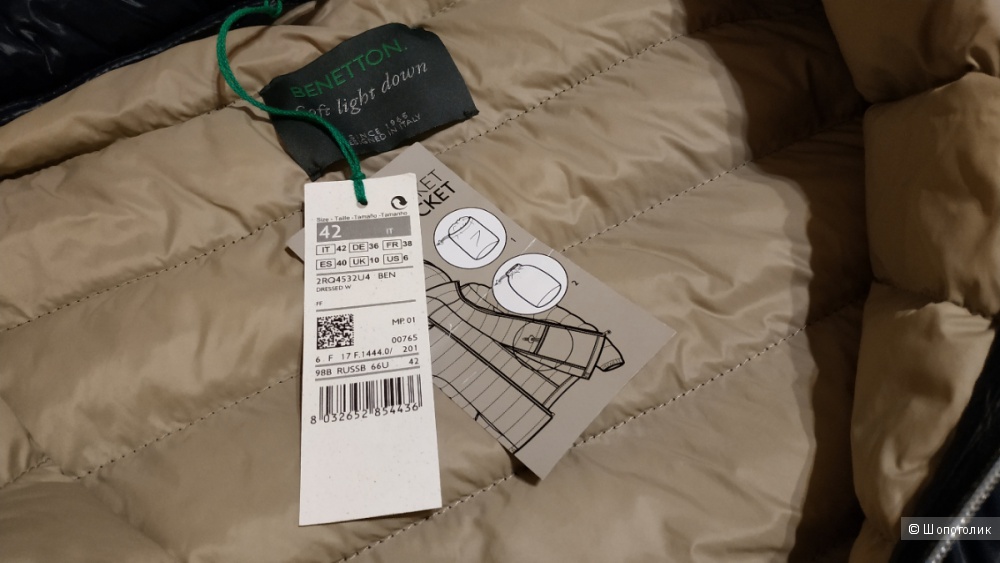 BENETTON.
Soft light down
SINCE 1965
DESIGNED IN ITALY
CKET
Size - Taille - Tamaño - Tamanho
42 IT
IT 42 DE 36 FR 38
ES 40 UK 10 US 6
2RQ4532U4 BEN
DRESSED W
FF
MP. 01
00765
6 F 17 F.1444.0/ 201
98B RUSSB 66U 42
8 032652 854436
1
2
© Шопотолик